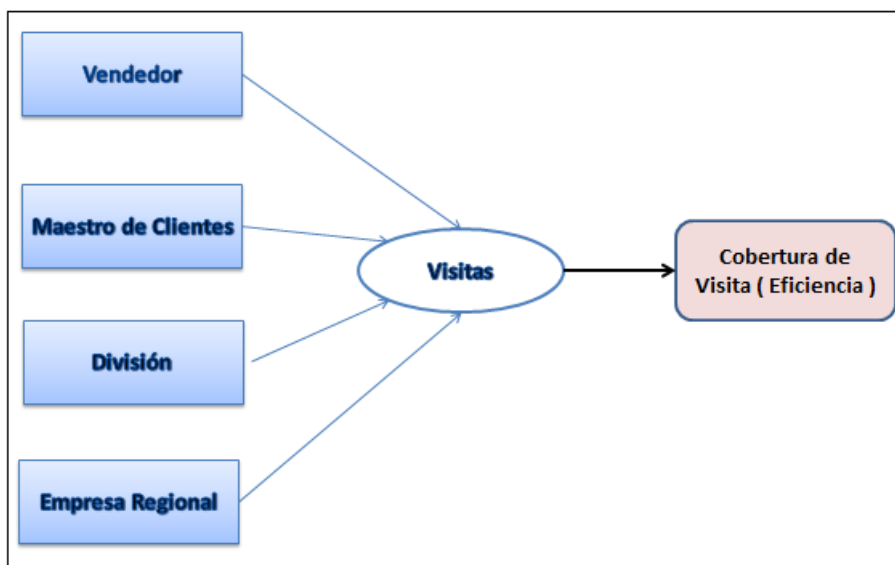 Vendedor
Maestro de Clientes
División
Empresa Regional
Visitas
Cobertura de
Visita ( Eficiencia )